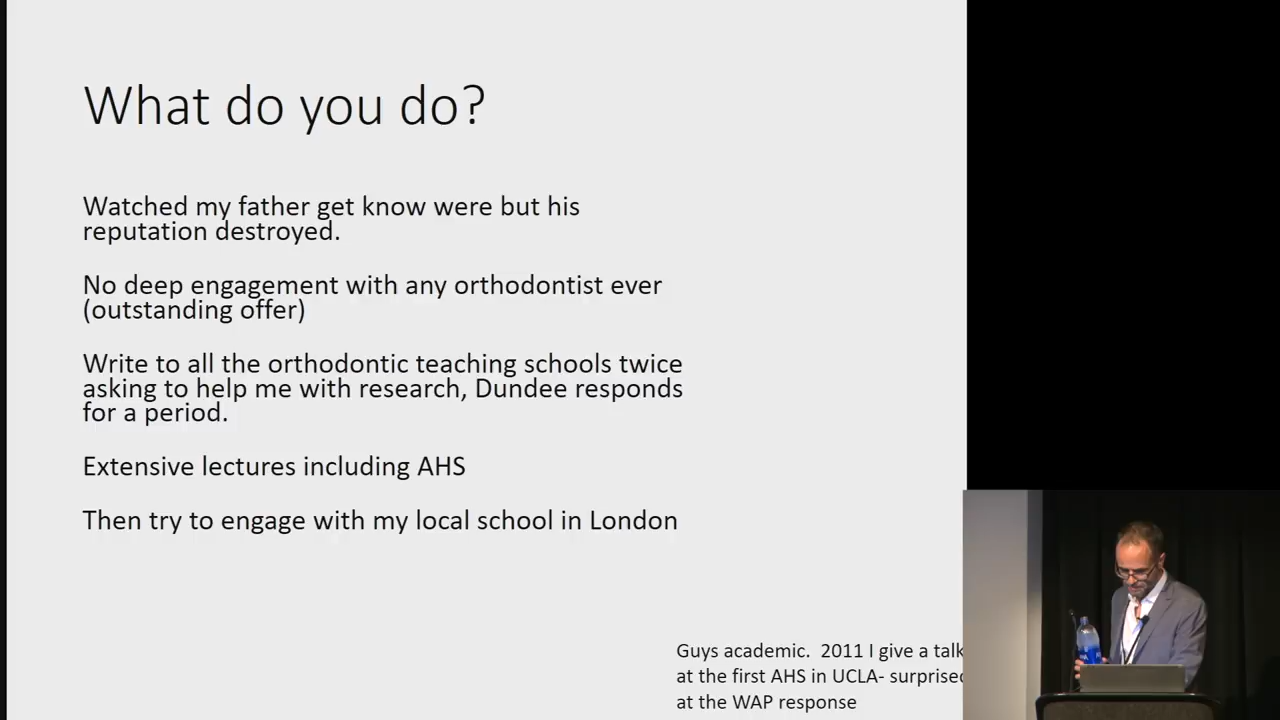 What do you do?
Watched my father get know were but his
reputation destroyed.
No deep engagement with any orthodontist ever
(outstanding offer)
Write to all the orthodontic teaching schools twice
asking to help me with research, Dundee responds
for a period.
Extensive lectures including AHS
Then try to engage with my local school in London
Guys academic. 2011 I give a talk
at the first AHS in UCLA- surprised
at the WAP response